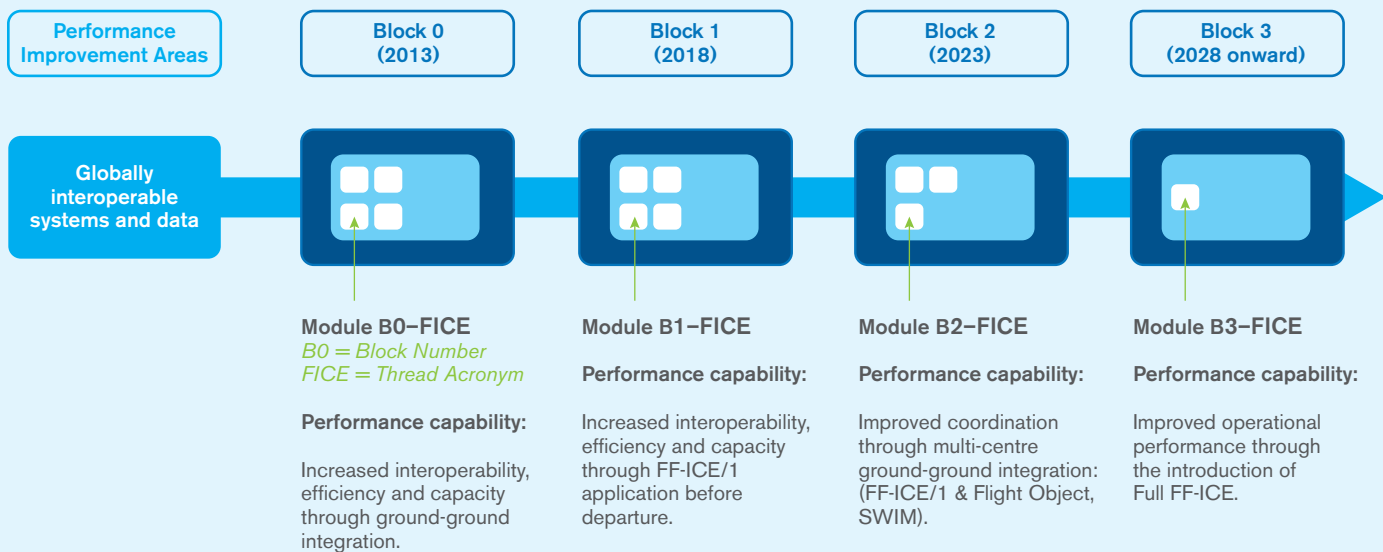 Performance
Improvement Areas
Block 0
(2013)
Block 1
(2018)
Block 2
(2023)
Block 3
(2028 onward)
Globally
interoperable
systems and data
Module B0–FICE
B0 = Block Number
FICE = Thread Acronym
Performance capability:
Increased interoperability,
efficiency and capacity
through ground-ground
integration.
Module B1–FICE
Performance capability:
Increased interoperability,
efficiency and capacity
through FF-ICE/1
application before
departure.
Module B2–FICE
Performance capability:
Improved coordination
through multi-centre
ground-ground integration:
(FF-ICE/1 & Flight Object,
SWIM).
Module B3–FICE
Performance capability:
Improved operational
performance through
the introduction of
Full FF-ICE.